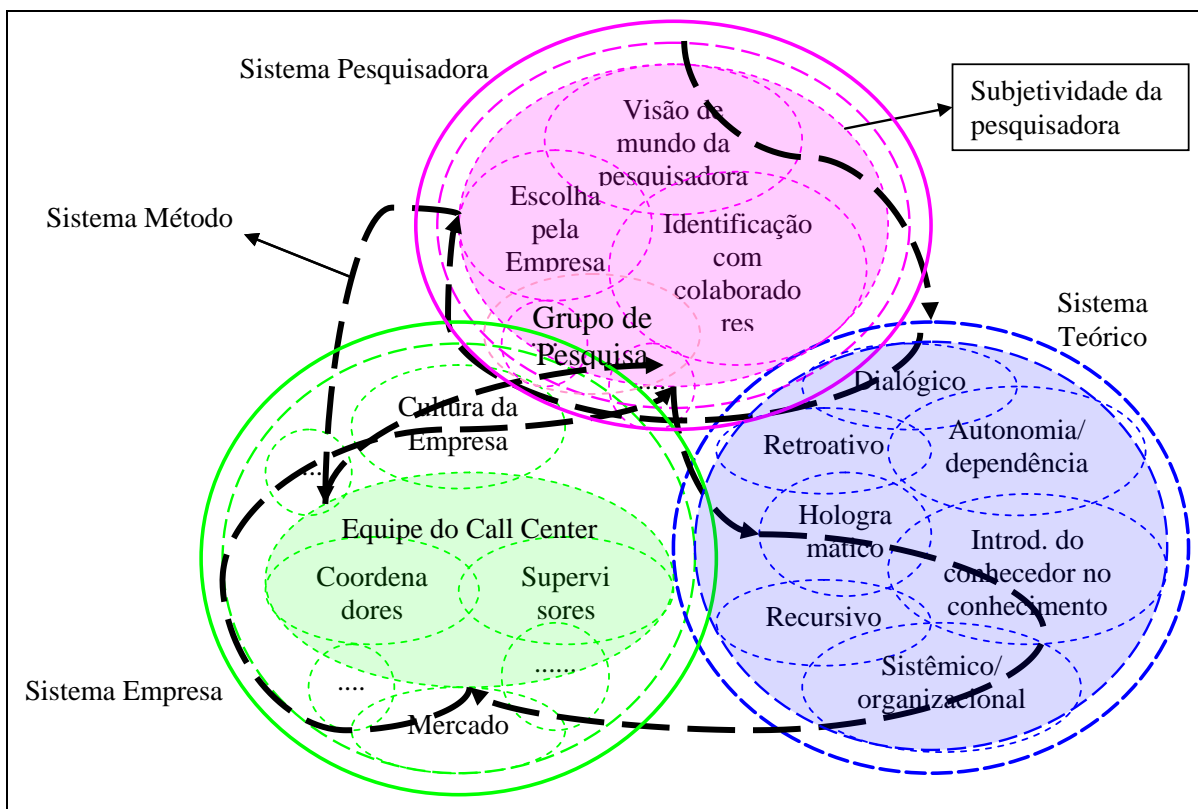 Sistema Pesquisadora
Subjetividade da
pesquisadora
Visão de
mundo da
pesquisadora
Escolha
pela
Empresa
Identificação
com
colaborado
res
Sistema Método
Grupo de
Pesquisa
....
....
Sistema
Teórico
Dialógico
Retroativo
Autonomia/
dependência
Hologra
mático
Introd. do
conhecedor no
conhecimento
Recursivo
Sistêmico/
organizacional
Cultura da
Empresa
....
Equipe do Call Center
Coordena
dores
Supervi
sores
....
......
Mercado
Sistema Empresa